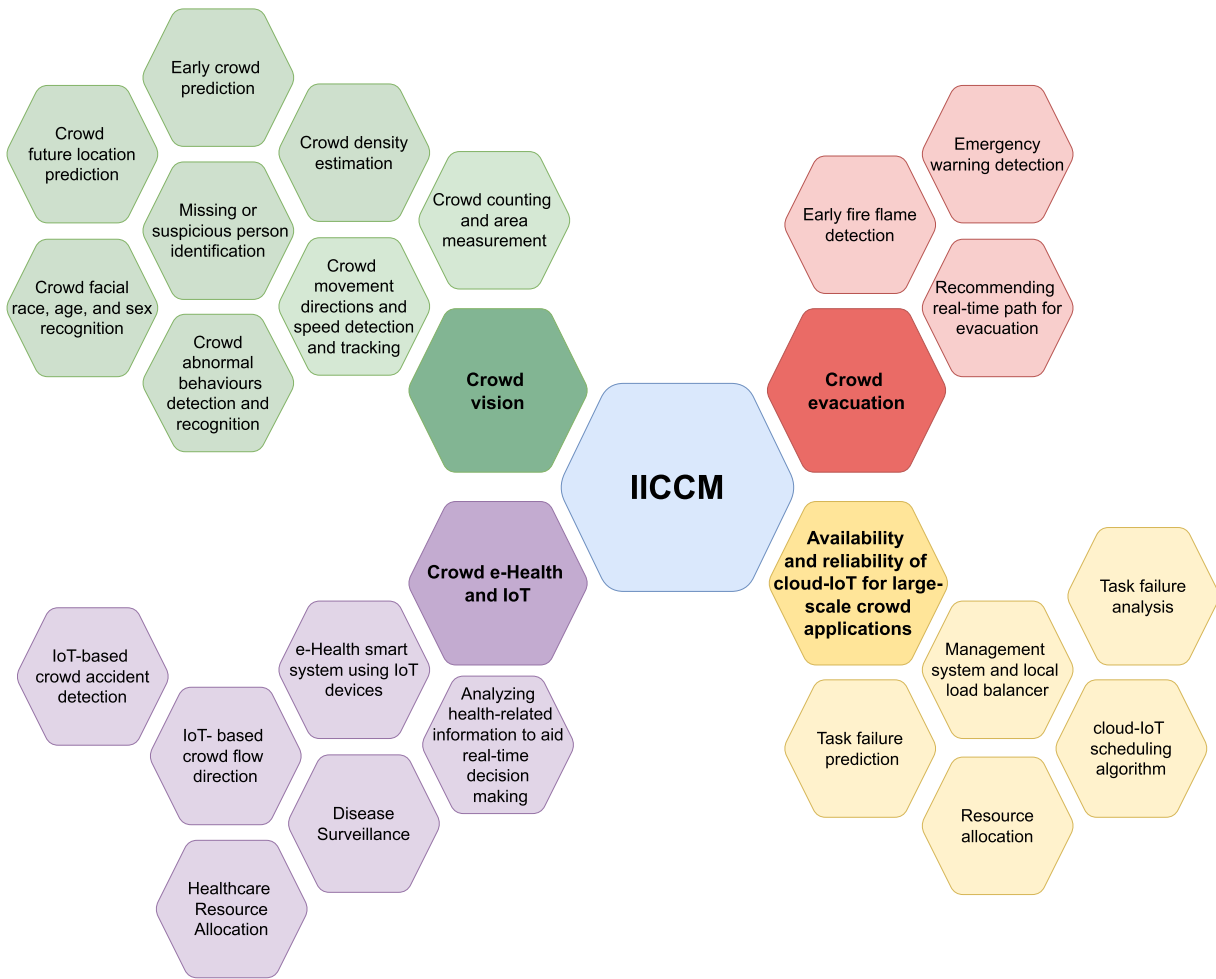 Early crowd
prediction
Crowd
future location
prediction
Crowd density
estimation
Missing or
suspicious person
identification
Crowd counting
and area
measurement
Crowd facial
race, age, and sex
recognition
Crowd
movement
directions and
speed detection
and tracking
Crowd
abnormal
behaviours
detection and
recognition
Crowd
vision
Emergency
warning detection
Early fire flame
detection
Recommending
real-time path for
evacuation
Crowd
evacuation
IICCM
Crowd e-Health
and IoT
e-Health smart
system using IoT
devices
IoT-based
crowd accident
detection
Analyzing
health-related
information to aid
real-time
decision
making
IoT- based
crowd flow
direction
Disease
Surveillance
Healthcare
Resource
Allocation
Availability
and reliability of
cloud-IoT for large-
scale crowd
applications
Task failure
analysis
Management
system and local
load balancer
Task failure
prediction
cloud-IoT
scheduling
algorithm
Resource
allocation